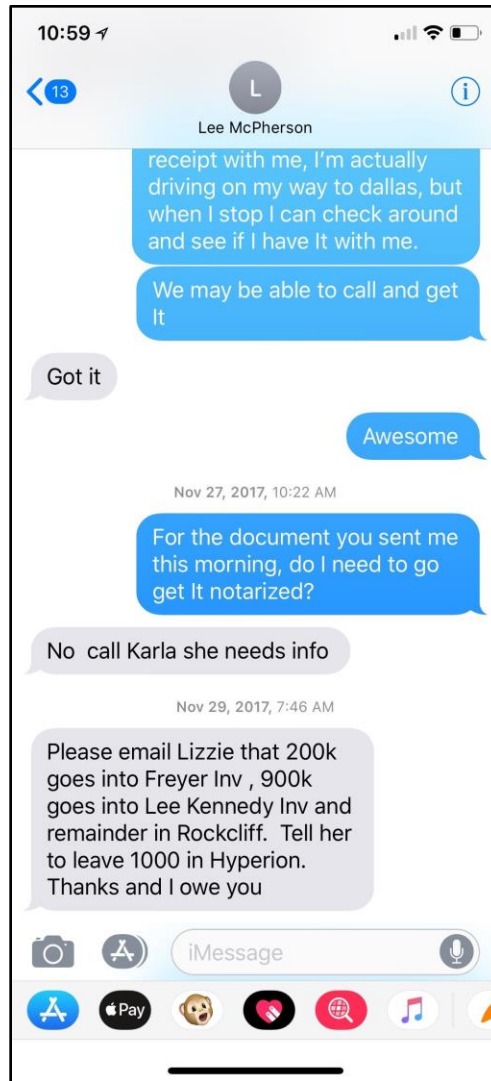 10:59
13
L
Lee McPherson
receipt with me, I'm actually
driving on my way to dallas, but
when I stop I can check around
and see if I have It with me.
We may be able to call and get
It
Got it
Awesome
Nov 27, 2017, 10:22 AM
For the document you sent me
this morning, do I need to go
get It notarized?
No  call Karla she needs info
Nov 29, 2017, 7:46 AM
Please email Lizzie that 200k
goes into Freyer Inv , 900k
goes into Lee Kennedy Inv and
remainder in Rockcliff.  Tell her
to leave 1000 in Hyperion.
Thanks and I owe you
iMessage
Pay